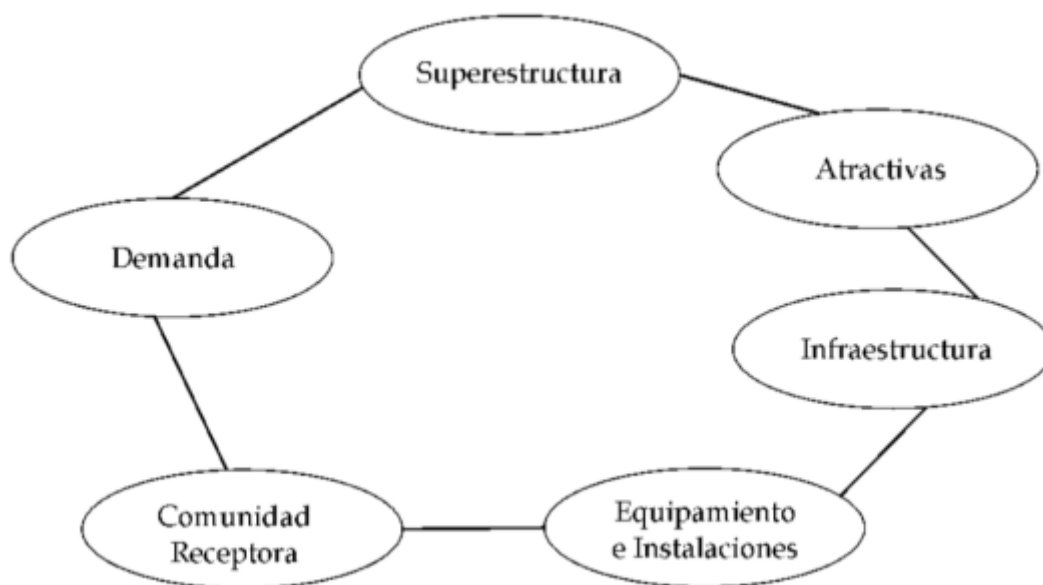 Superestructura
Atractivas
Demanda
Infraestructura
Comunidad
Receptora
Equipamiento
e Instalaciones